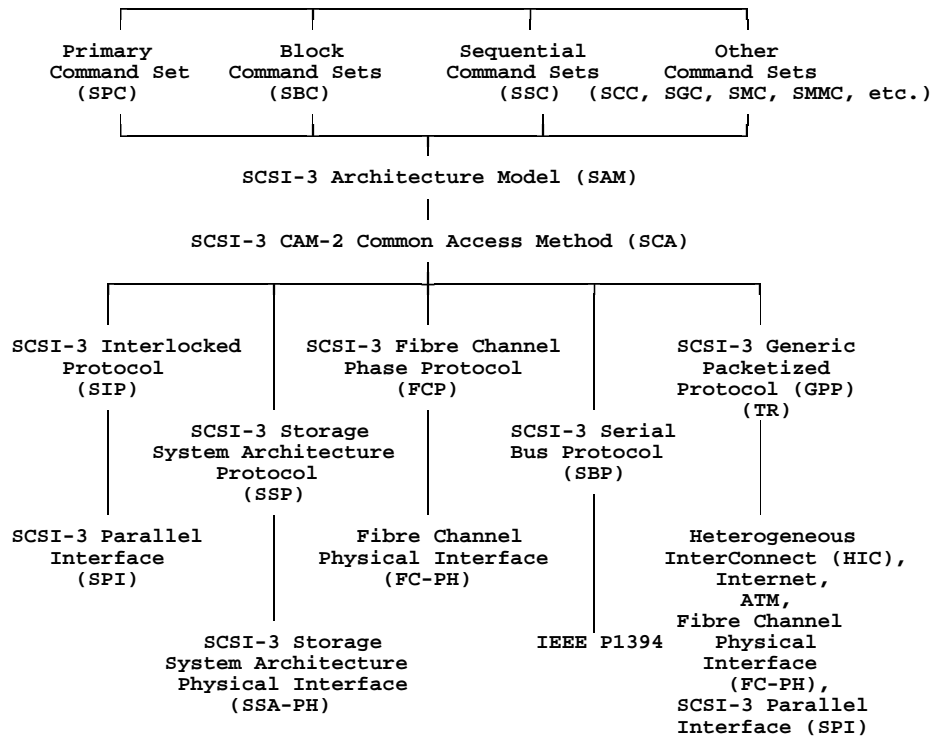 Primary
Command Set
(SPC)
Block
Command Sets
(SBC)
Sequential
Command Sets
(SSC)
Other
Command Sets
(SCC, SGC, SMC, SMMC, etc.)
SCSI-3 Architecture Model (SAM)
SCSI-3 CAM-2 Common Access Method (SCA)
SCSI-3 Interlocked
Protocol
(SIP)
SCSI-3 Fibre Channel
Phase Protocol
(FCP)
SCSI-3 Generic
Packetized
Protocol (GPP)
(TR)
SCSI-3 Storage
System Architecture
Protocol
(SSP)
SCSI-3 Serial
Bus Protocol
(SBP)
SCSI-3 Parallel
Interface
(SPI)
Fibre Channel
Physical Interface
(FC-PH)
Heterogeneous
InterConnect (HIC),
Internet,
ATM,
Fibre Channel
Physical
Interface
(FC-PH),
SCSI-3 Parallel
Interface (SPI)
SCSI-3 Storage
System Architecture
Physical Interface
(SSA-PH)
IEEE P1394